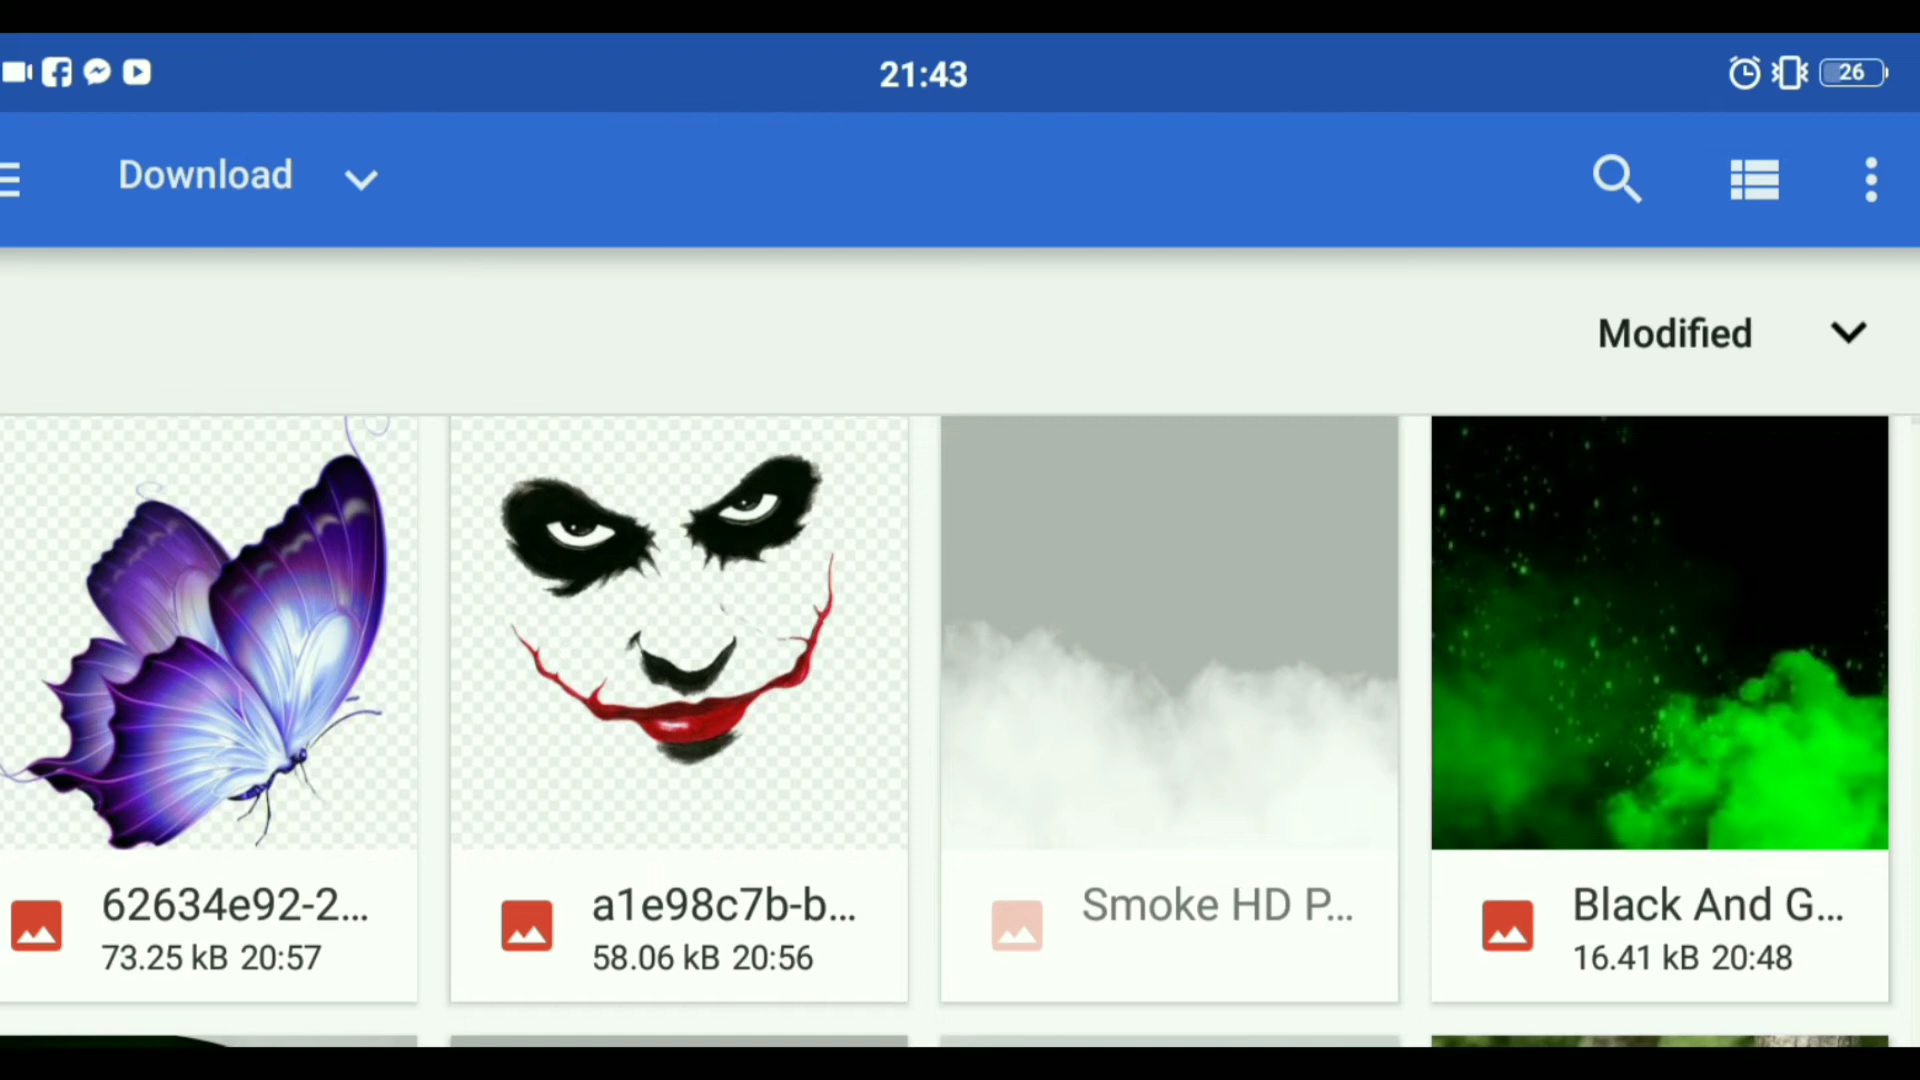 21:43
26
Download
Modified
62634e92-2...
73.25 kB 20:57
a1e98c7b-b...
58.06 kB 20:56
Smoke HD P...
Black And G...
16.41 kB 20:48